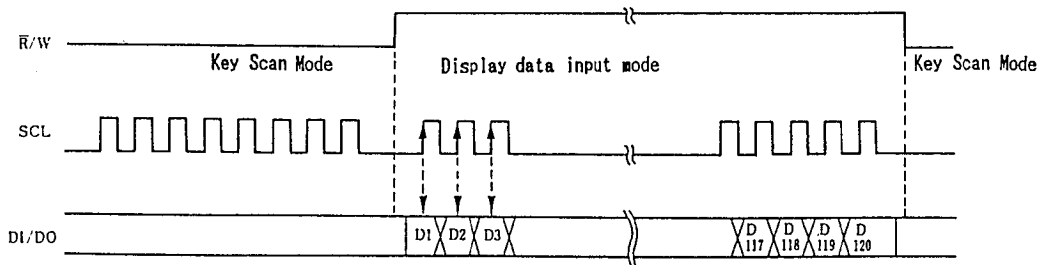 R̅/W
Key Scan Mode
Display data input mode
Key Scan Mode
SCL
DI/DO
D1
D2
D3
D
117
D
118
.D
119
D
120